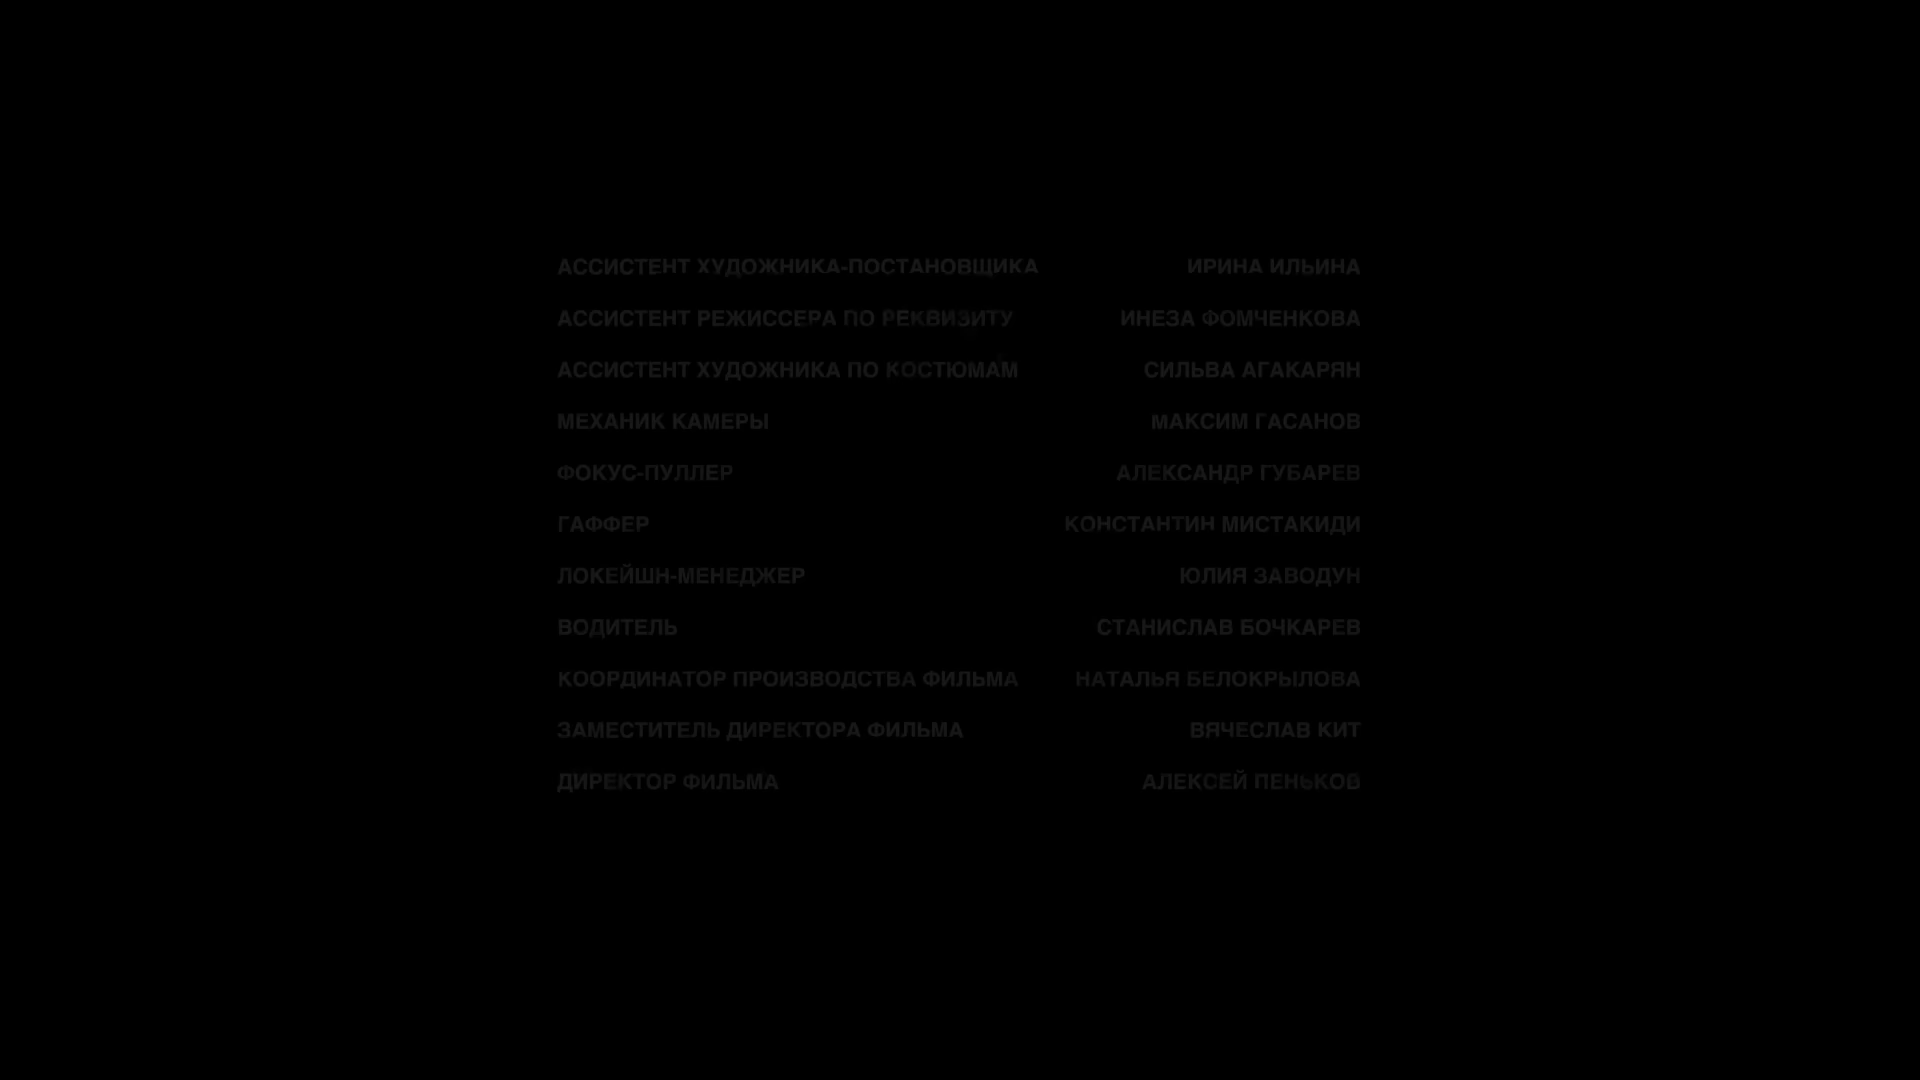 АССИСТЕНТ ХУДОЖНИКА-ПОСТАНОВЩИКА ИРИНА ИЛЬИНА
АССИСТЕНТ РЕЖИССЕРА ПО РЕКВИЗИТУ ИНЕЗА ФОМЧЕНКОВА
АССИСТЕНТ ХУДОЖНИКА ПО КОСТЮМАМ СИЛЬВА АГАКАРЯН
МЕХАНИК КАМЕРЫ МАКСИМ ГАСАНОВ
ФОКУС-ПУЛЛЕР АЛЕКСАНДР ГУБАРЕВ
ГАФФЕР КОНСТАНТИН МИСТАКИДИ
ЛОКЕЙШН-МЕНЕДЖЕР ЮЛИЯ ЗАВОДУН
ВОДИТЕЛЬ СТАНИСЛАВ БОЧКАРЕВ
КООРДИНАТОР ПРОИЗВОДСТВА ФИЛЬМА НАТАЛЬЯ БЕЛОКРЫЛОВА
ЗАМЕСТИТЕЛЬ ДИРЕКТОРА ФИЛЬМА ВЯЧЕСЛАВ КИТ
ДИРЕКТОР ФИЛЬМА АЛЕКСЕЙ ПЕНЬКОВ